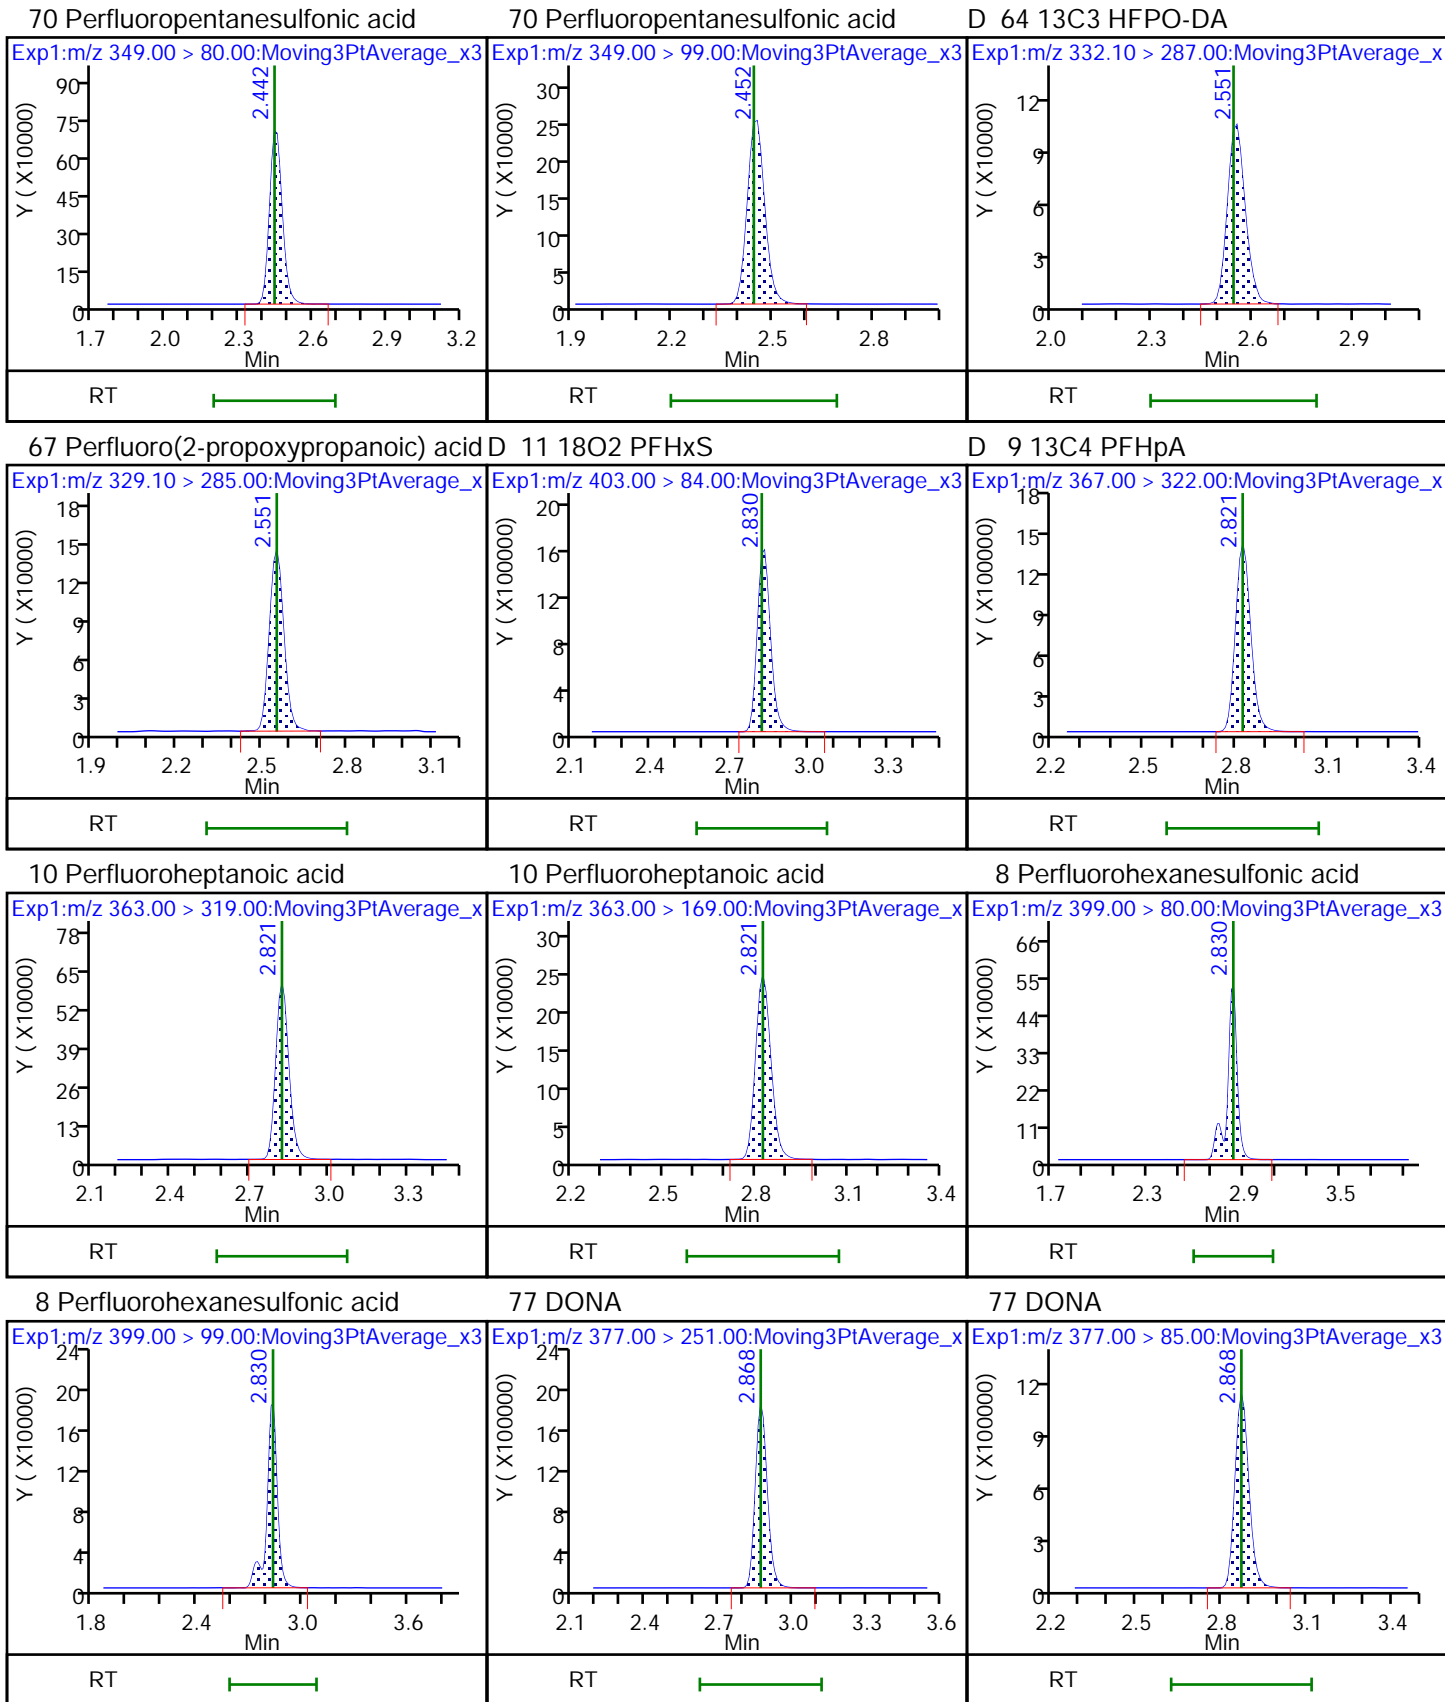 70 Perfluoropentanesulfonic acid
Exp1:m/z 349.00 > 80.00:Moving3PtAverage_x3
2.442
Y ( X10000)
90
75
60
45
30
15
0
1.7 2.0 2.3 2.6 2.9 3.2
Min
RT
70 Perfluoropentanesulfonic acid
Exp1:m/z 349.00 > 99.00:Moving3PtAverage_x3
2.452
Y ( X10000)
30
25
20
15
10
5
0
1.9 2.2 2.5 2.8
Min
RT
D 64 13C3 HFPO-DA
Exp1:m/z 332.10 > 287.00:Moving3PtAverage_x
2.551
Y ( X10000)
12
9
6
3
0
2.0 2.3 2.6 2.9
Min
RT
67 Perfluoro(2-propoxypropanoic) acid
Exp1:m/z 329.10 > 285.00:Moving3PtAverage_x
2.551
Y ( X10000)
18
15
12
9
6
3
0
1.9 2.2 2.5 2.8 3.1
Min
RT
D 11 18O2 PFHxS
Exp1:m/z 403.00 > 84.00:Moving3PtAverage_x3
2.830
Y ( X100000)
20
16
12
8
4
0
2.1 2.4 2.7 3.0 3.3
Min
RT
D 9 13C4 PFHpA
Exp1:m/z 367.00 > 322.00:Moving3PtAverage_x
2.821
Y ( X100000)
18
15
12
9
6
3
0
2.2 2.5 2.8 3.1 3.4
Min
RT
10 Perfluoroheptanoic acid
Exp1:m/z 363.00 > 319.00:Moving3PtAverage_x
2.821
Y ( X10000)
78
65
52
39
26
13
0
2.1 2.4 2.7 3.0 3.3
Min
RT
10 Perfluoroheptanoic acid
Exp1:m/z 363.00 > 169.00:Moving3PtAverage_x
2.821
Y ( X10000)
30
25
20
15
10
5
0
2.2 2.5 2.8 3.1 3.4
Min
RT
8 Perfluorohexanesulfonic acid
Exp1:m/z 399.00 > 80.00:Moving3PtAverage_x3
2.830
Y ( X10000)
66
55
44
33
22
11
0
1.7 2.3 2.9 3.5
Min
RT
8 Perfluorohexanesulfonic acid
Exp1:m/z 399.00 > 99.00:Moving3PtAverage_x3
2.830
Y ( X10000)
24
20
16
12
8
4
0
1.8 2.4 3.0 3.6
Min
RT
77 DONA
Exp1:m/z 377.00 > 251.00:Moving3PtAverage_x
2.868
Y ( X100000)
24
20
16
12
8
4
0
2.1 2.4 2.7 3.0 3.3 3.6
Min
RT
77 DONA
Exp1:m/z 377.00 > 85.00:Moving3PtAverage_x3
2.868
Y ( X100000)
12
9
6
3
0
2.2 2.5 2.8 3.1 3.4
Min
RT